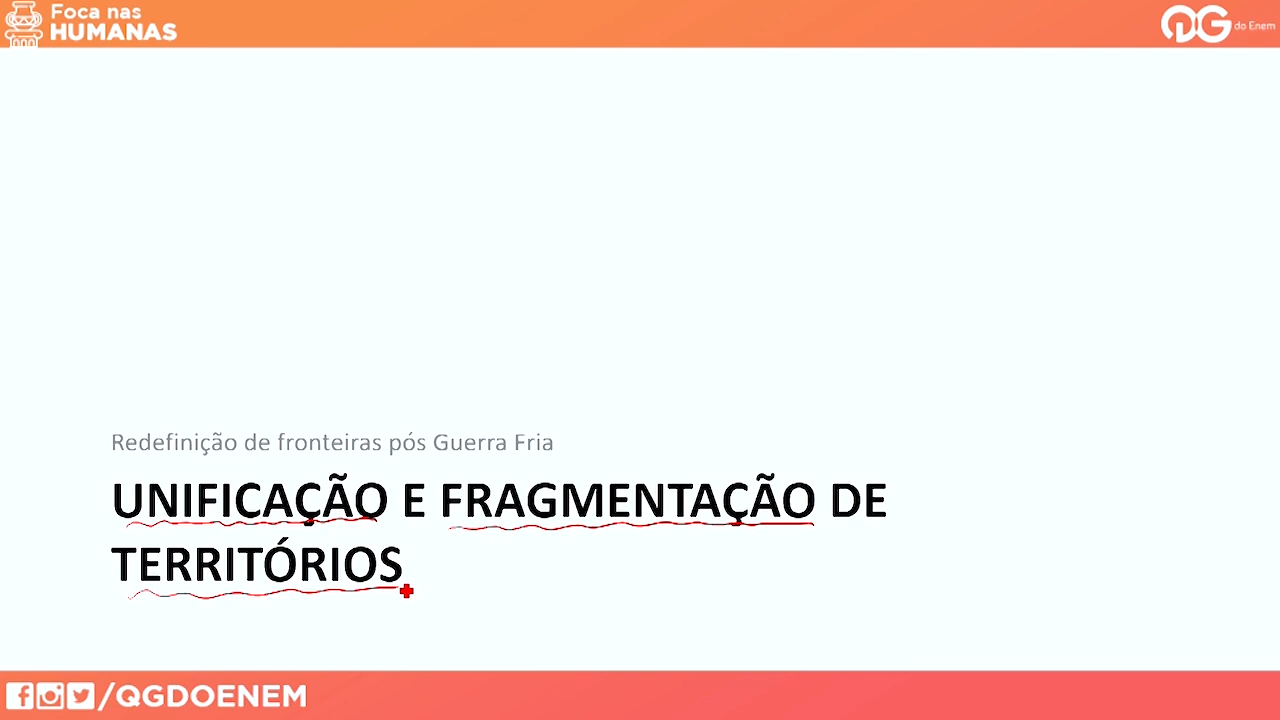 Foca nas
HUMANAS
QG do Enem
Redefinição de fronteiras pós Guerra Fria
UNIFICAÇÃO E FRAGMENTAÇÃO DE
TERRITÓRIOS
/QGDOENEM